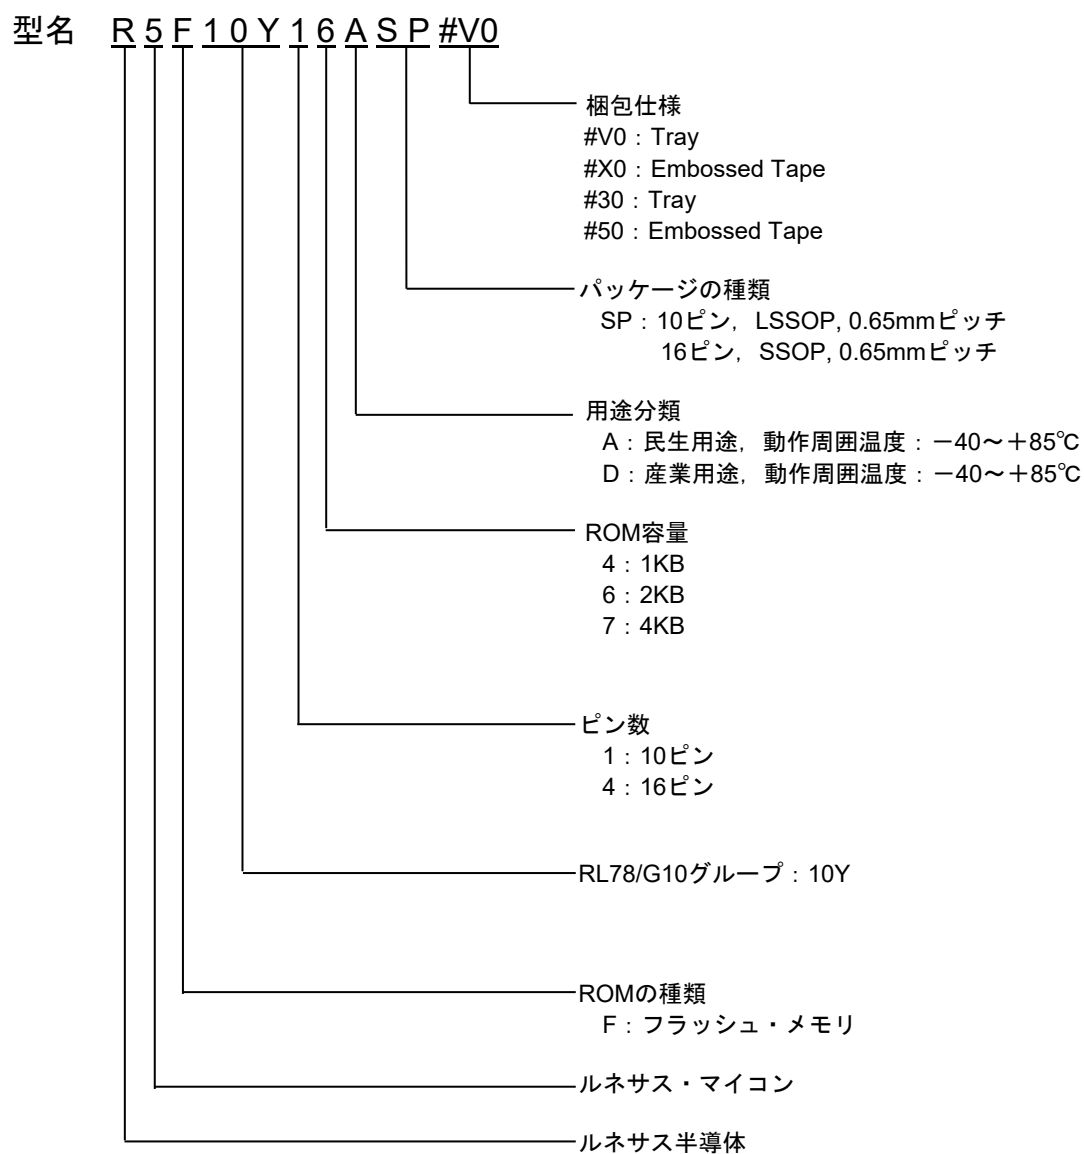 型名 R 5 F 1 0 Y 1 6 A S P #V0
梱包仕様
#V0：Tray
#X0：Embossed Tape
#30：Tray
#50：Embossed Tape
パッケージの種類
SP：10ピン，LSSOP, 0.65mmピッチ
16ピン，SSOP, 0.65mmピッチ
用途分類
A：民生用途，動作周囲温度：－40～＋85℃
D：産業用途，動作周囲温度：－40～＋85℃
ROM容量
4：1KB
6：2KB
7：4KB
ピン数
1：10ピン
4：16ピン
RL78/G10グループ：10Y
ROMの種類
F：フラッシュ・メモリ
ルネサス・マイコン
ルネサス半導体